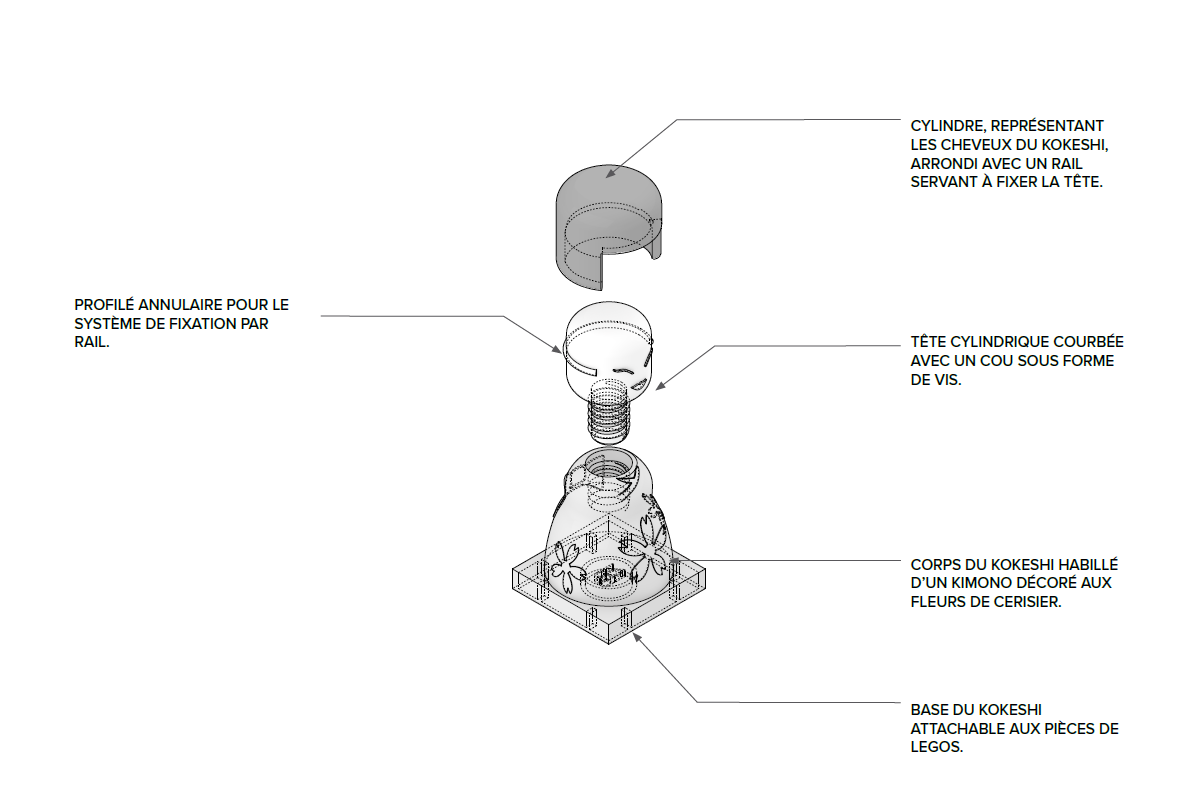 CYLINDRE, REPRÉSENTANT
LES CHEVEUX DU KOKESHI,
ARRONDI AVEC UN RAIL
SERVANT À FIXER LA TÊTE.
PROFILÉ ANNULAIRE POUR LE
SYSTÈME DE FIXATION PAR
RAIL.
TÊTE CYLINDRIQUE COURBÉE
AVEC UN COU SOUS FORME
DE VIS.
CORPS DU KOKESHI HABILLÉ
D'UN KIMONO DÉCORÉ AUX
FLEURS DE CERISIER.
BASE DU KOKESHI
ATTACHABLE AUX PIÈCES DE
LEGOS.